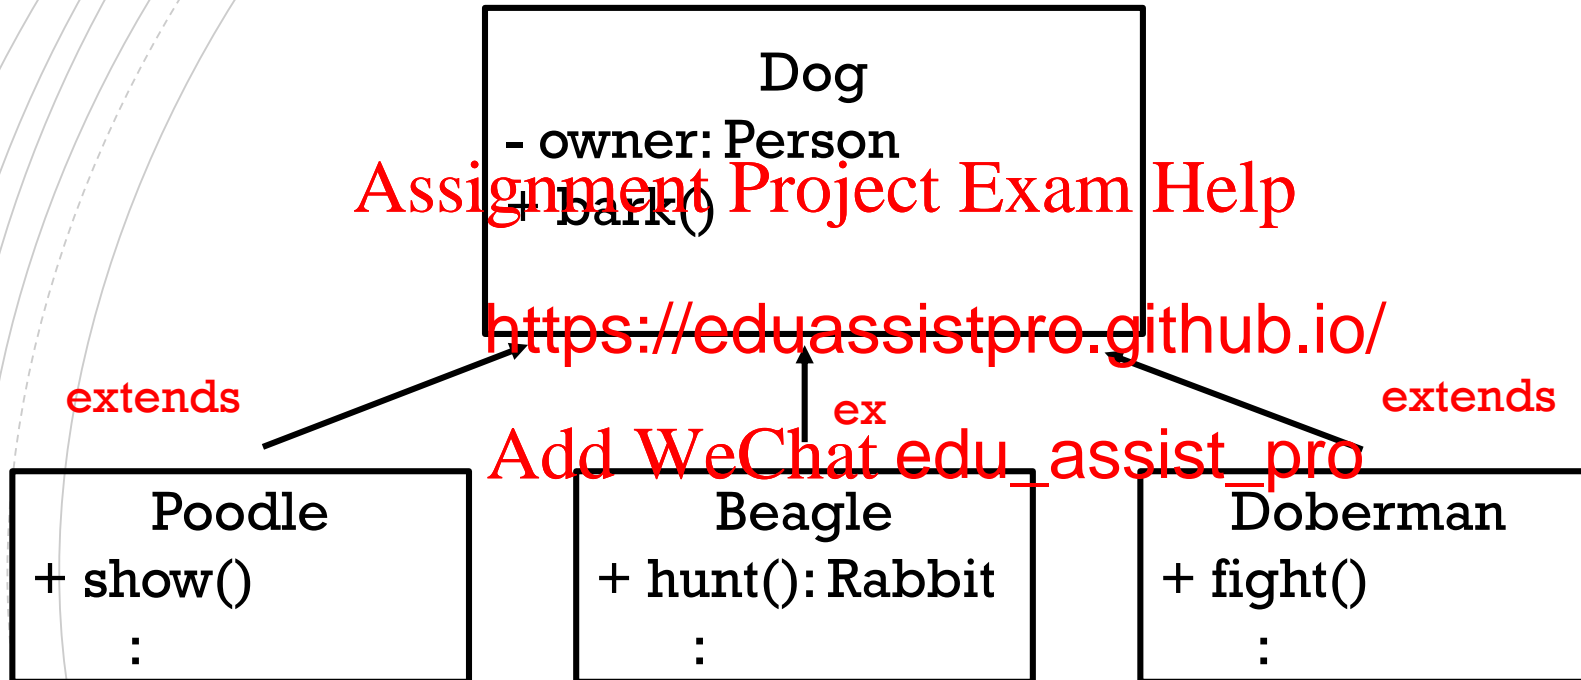 Dog
- owner: Person
+ bark()
Assignment Project Exam Help
https://eduassistpro.github.io/
extends
ex
extends
Add WeChat edu_assist_pro
Poodle
+ show()
:
Beagle
+ hunt(): Rabbit
:
Doberman
+ fight()
: